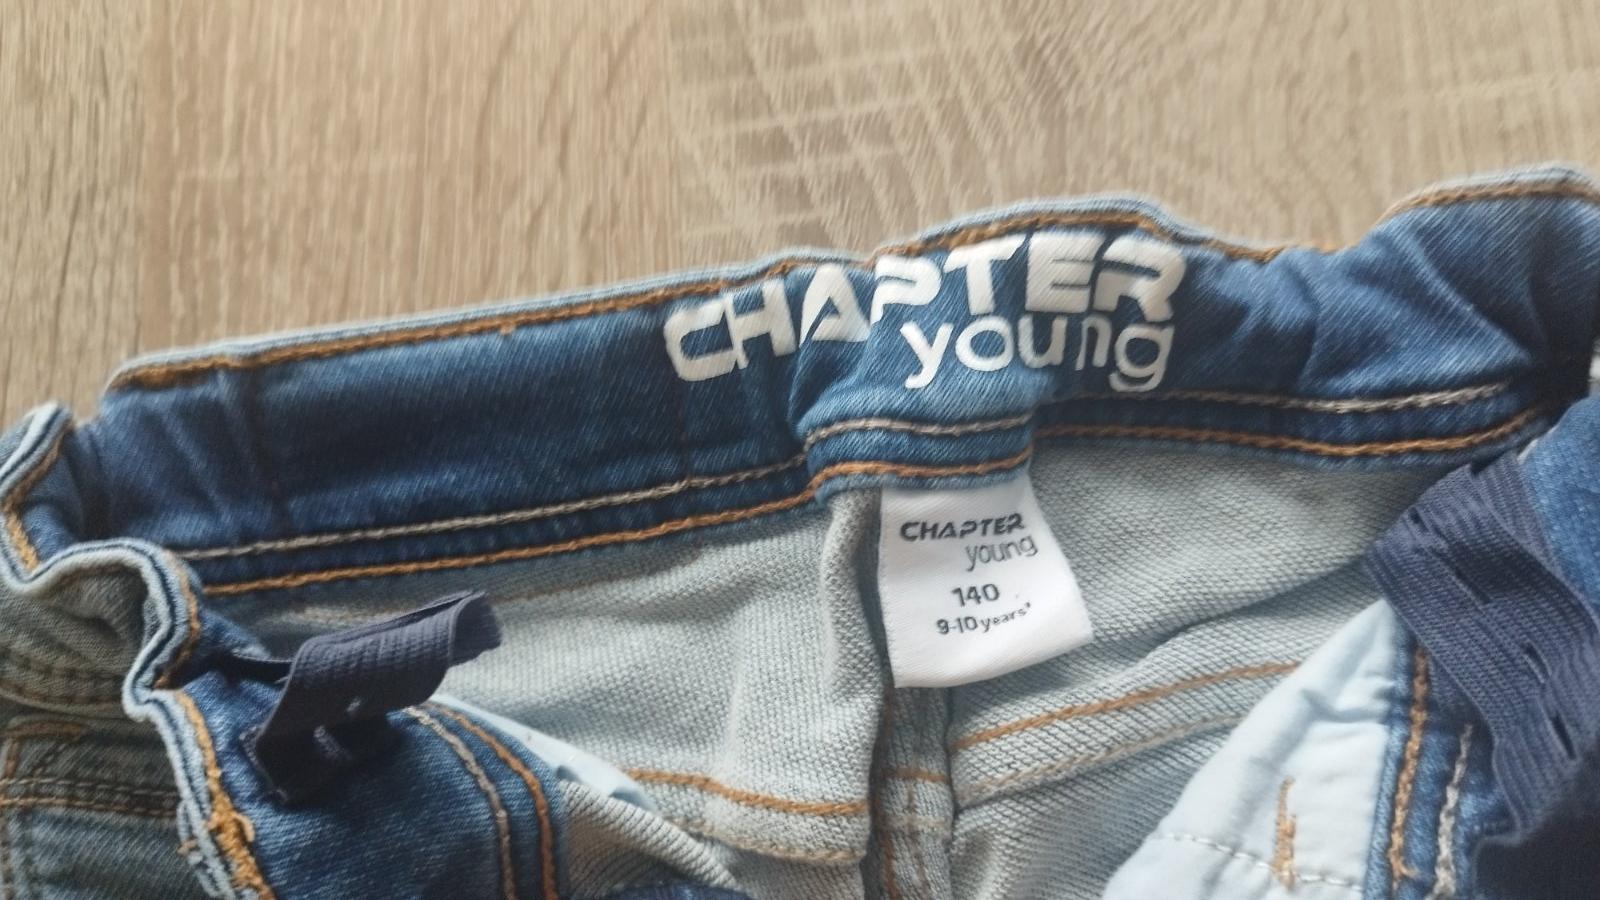 CHAPTER
young
CHAPTER
young
140
9-10 years*